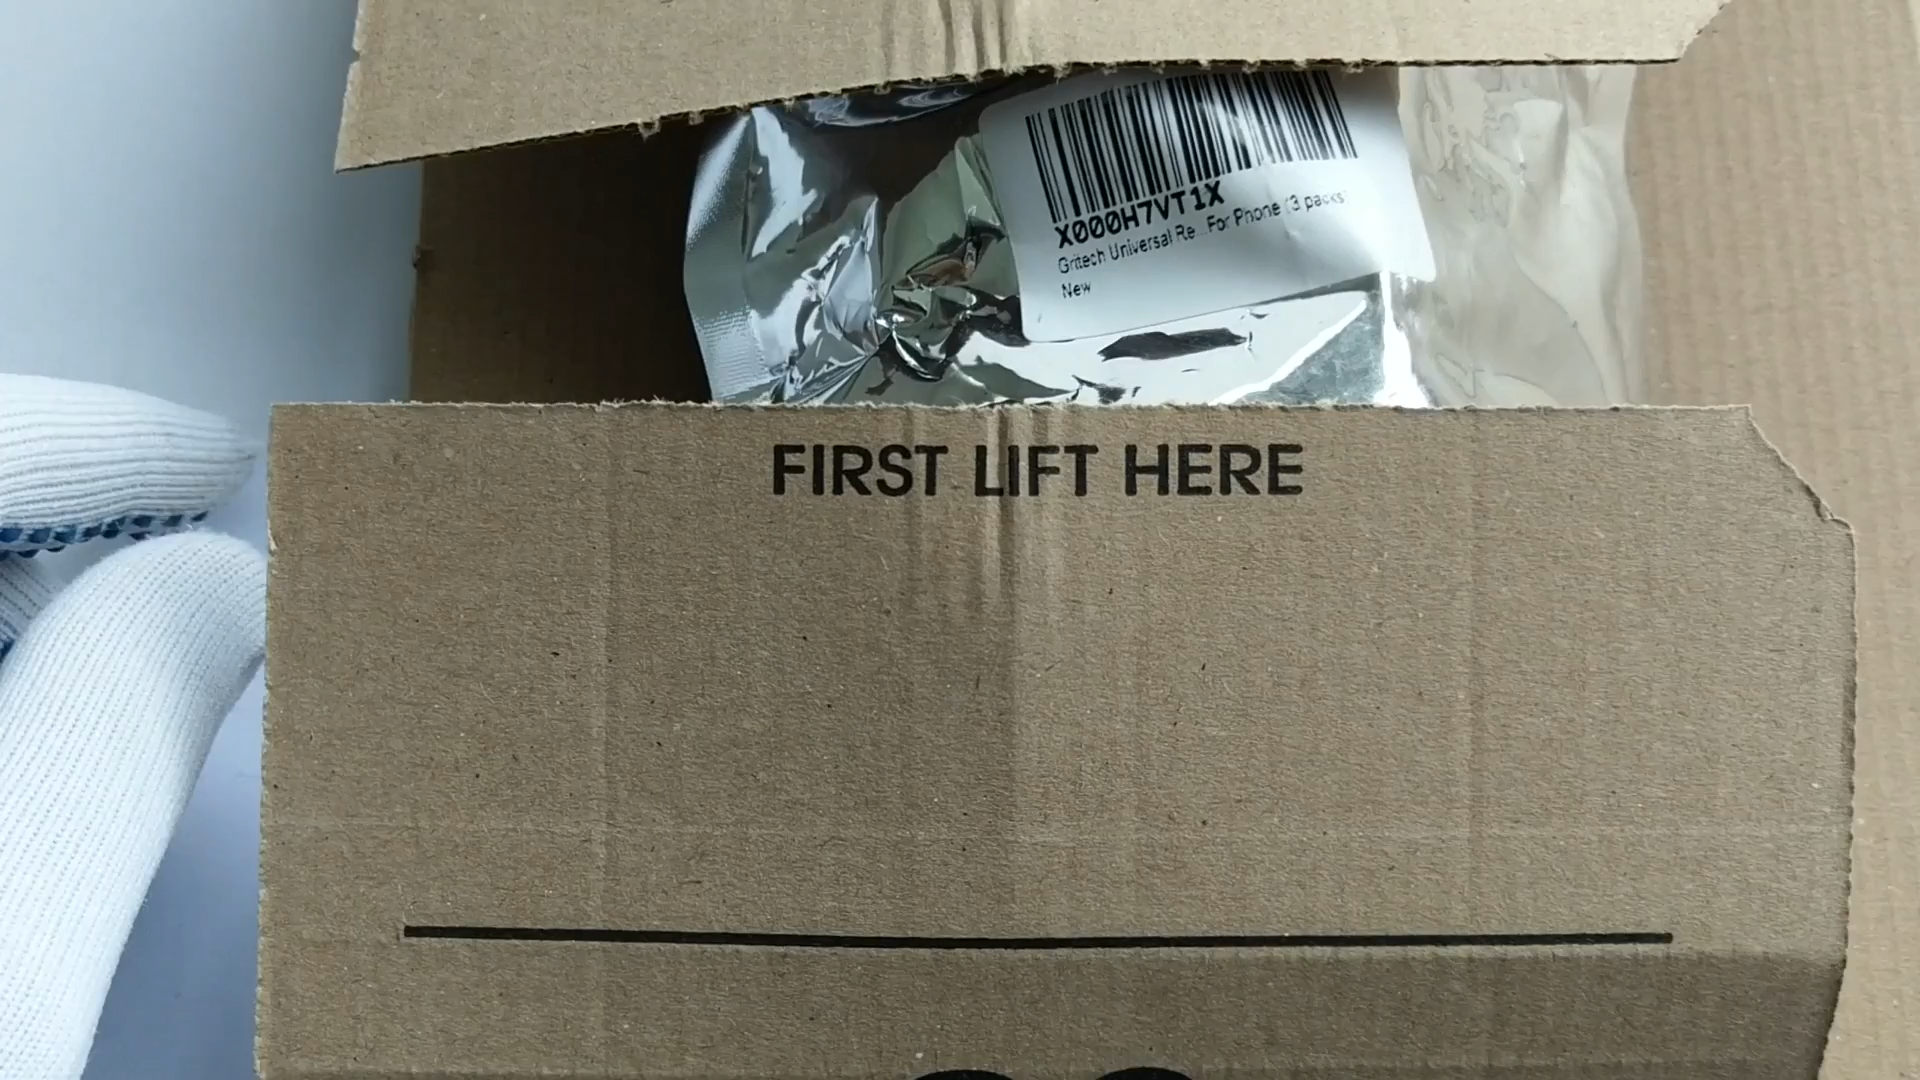 X000H7VT1X
Gritech Universal Re...For Phone (3 packs)
New
FIRST LIFT HERE